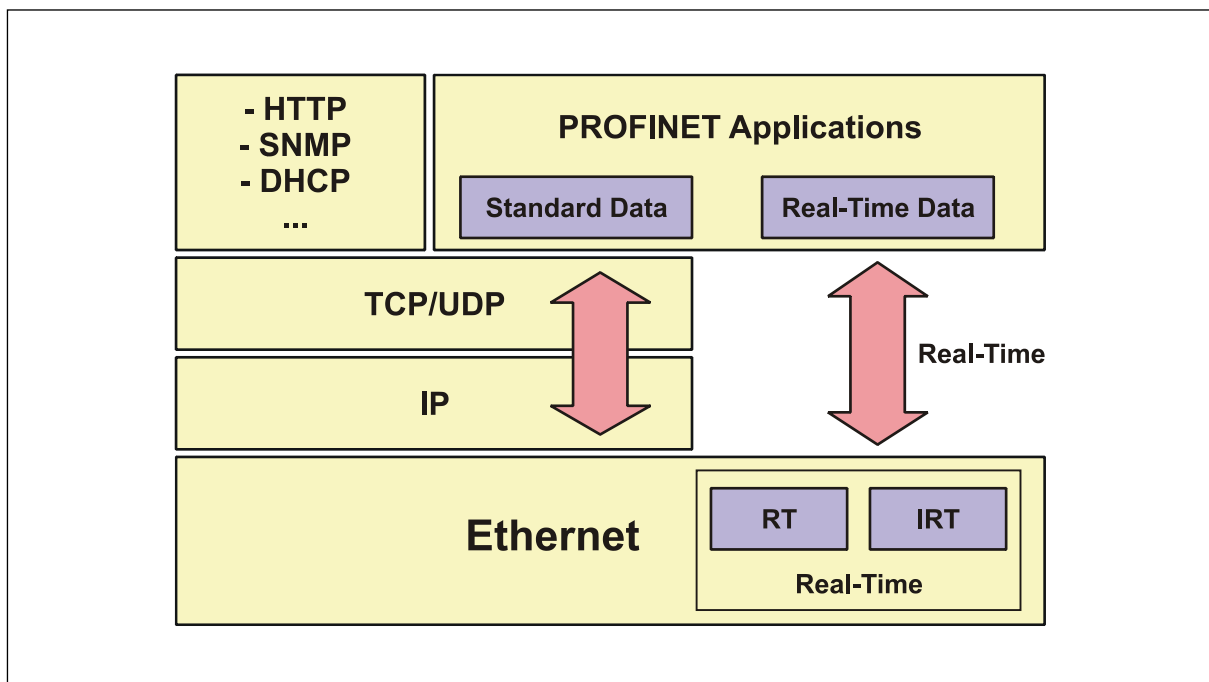 - HTTP
- SNMP
- DHCP
...
PROFINET Applications
Standard Data
Real-Time Data
TCP/UDP
Real-Time
IP
Ethernet
RT
IRT
Real-Time